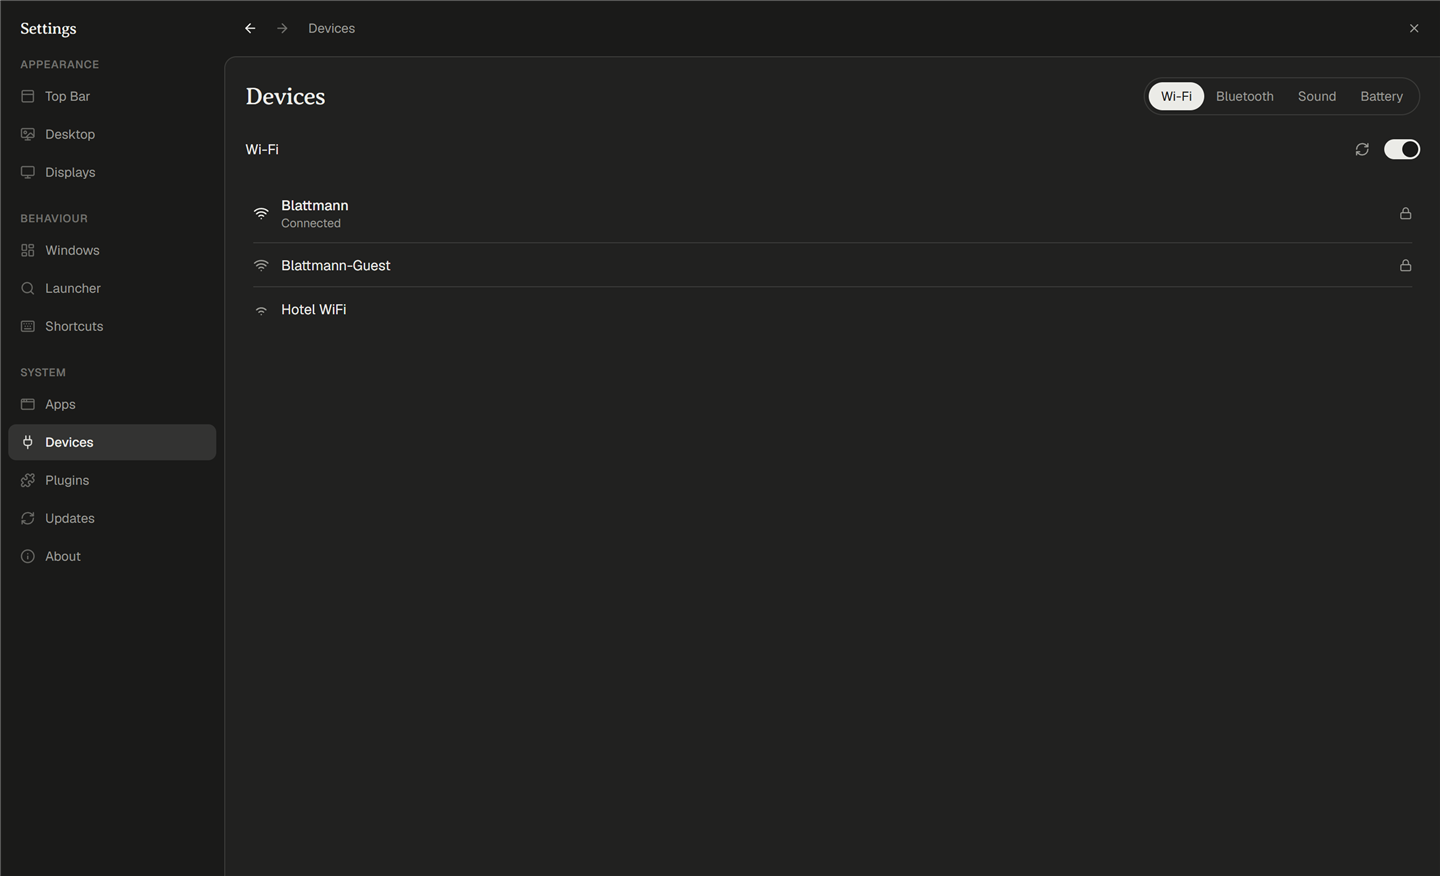 Settings
Devices
APPEARANCE
Top Bar
Desktop
Displays
BEHAVIOUR
Windows
Launcher
Shortcuts
SYSTEM
Apps
Devices
Plugins
Updates
About
Devices
Wi-Fi
Bluetooth
Sound
Battery
Wi-Fi
Blattmann
Connected
Blattmann-Guest
Hotel WiFi